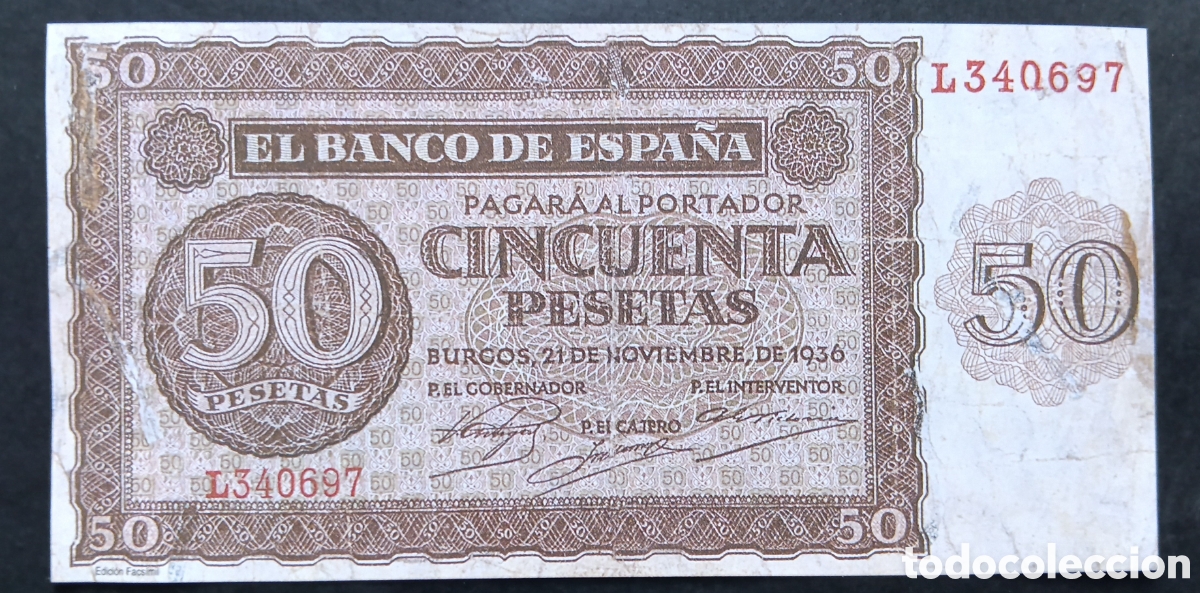 50 50
L340697
EL BANCO DE ESPAÑA
PAGARÁ AL PORTADOR
CINCUENTA
PESETAS
50
PESETAS
50
BURGOS, 21 DE NOVIEMBRE, DE 1936
P. EL GOBERNADOR P. EL INTERVENTOR
P. El CAJERO
L340697
50 50
Edición Facsímil
todocoleccion